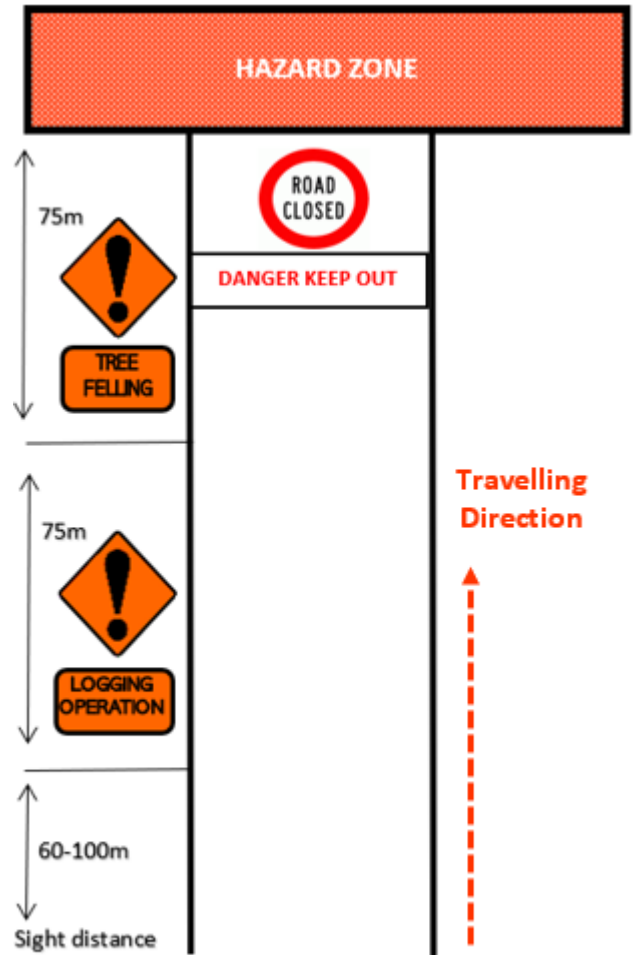 HAZARD ZONE
75m
ROAD
CLOSED
DANGER KEEP OUT
TREE
FELLING
75m
LOGGING
OPERATION
Travelling
Direction
60-100m
Sight distance